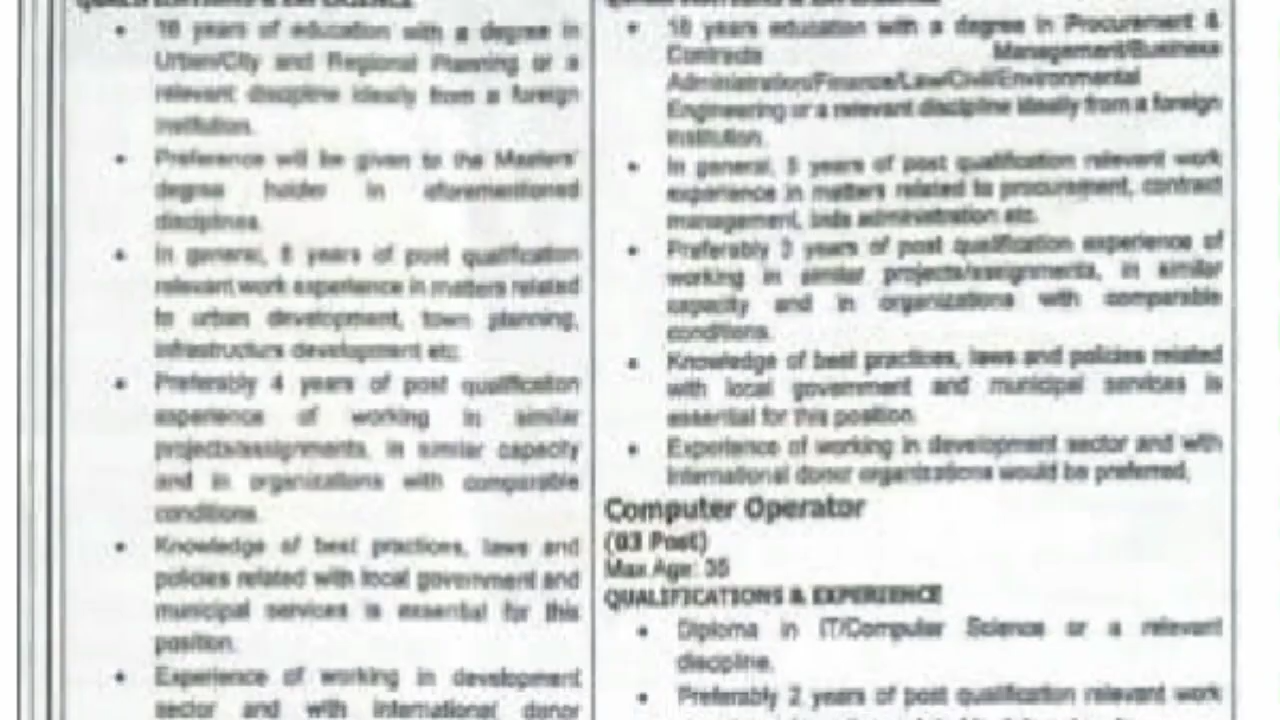 QUALIFICATIONS & EXPERIENCE
• 16 years of education with a degree in
Urban/City and Regional Planning or a
relevant discipline ideally from a foreign
institution.
• Preference will be given to the Masters'
degree holder in aforementioned
disciplines.
• In general, 8 years of post qualification
relevant work experience in matters related
to urban development, town planning,
infrastructure development etc.
• Preferably 4 years of post qualification
experience of working in similar
projects/assignments, in similar capacity
and in organizations with comparable
conditions.
• Knowledge of best practices, laws and
policies related with local government and
municipal services is essential for this
position.
• Experience of working in development
sector and with International donor
• 16 years education with a degree in Procurement &
Contracts Management/Business
Administration/Finance/Law/Civil/Environmental
Engineering or a relevant discipline ideally from a foreign
institution.
• In general, 5 years of post qualification relevant work
experience in matters related to procurement, contract
management, bids administration etc.
• Preferably 3 years of post qualification experience of
working in similar projects/assignments, in similar
capacity and in organizations with comparable
conditions.
• Knowledge of best practices, laws and policies related
with local government and municipal services is
essential for this position.
• Experience of working in development sector and with
International donor organizations would be preferred.
Computer Operator
(03 Post)
Max Age: 35
QUALIFICATIONS & EXPERIENCE
• Diploma in IT/Computer Science or a relevant
discipline.
• Preferably 2 years of post qualification relevant work